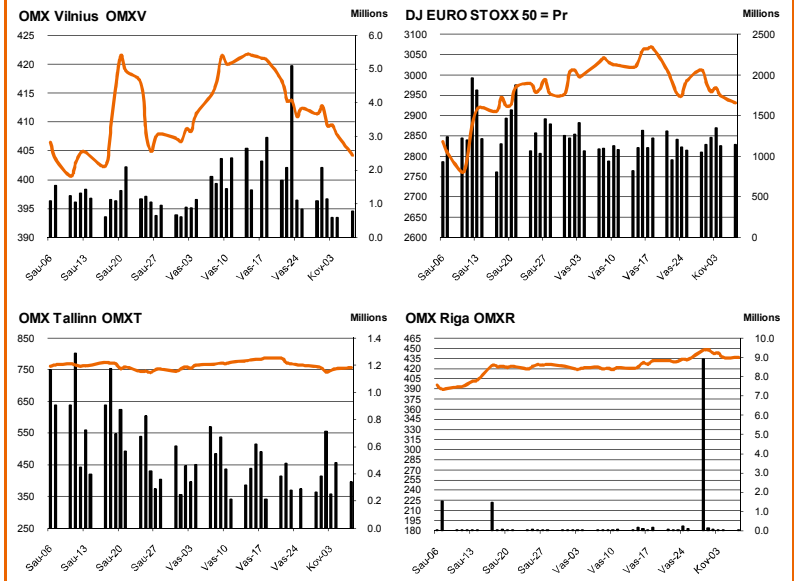 OMX Vilnius OMXV
Millions
425
420
415
410
405
400
395
390
6.0
5.0
4.0
3.0
2.0
1.0
0.0
Sau-06
Sau-13
Sau-20
Sau-27
Vas-03
Vas-10
Vas-17
Vas-24
Kov-03
DJ EURO STOXX 50 = Pr
Millions
3100
3050
3000
2950
2900
2850
2800
2750
2700
2650
2600
2500
2000
1500
1000
500
0
Sau-06
Sau-13
Sau-20
Sau-27
Vas-03
Vas-10
Vas-17
Vas-24
Kov-03
OMX Tallinn OMXT
Millions
850
750
650
550
450
350
250
1.4
1.2
1.0
0.8
0.6
0.4
0.2
0.0
Sau-06
Sau-13
Sau-20
Sau-27
Vas-03
Vas-10
Vas-17
Vas-24
Kov-03
OMX Riga OMXR
Millions
465
450
435
420
405
390
375
360
345
330
315
300
285
270
255
240
225
210
195
180
10.0
9.0
8.0
7.0
6.0
5.0
4.0
3.0
2.0
1.0
0.0
Sau-06
Sau-13
Sau-20
Sau-27
Vas-03
Vas-10
Vas-17
Vas-24
Kov-03